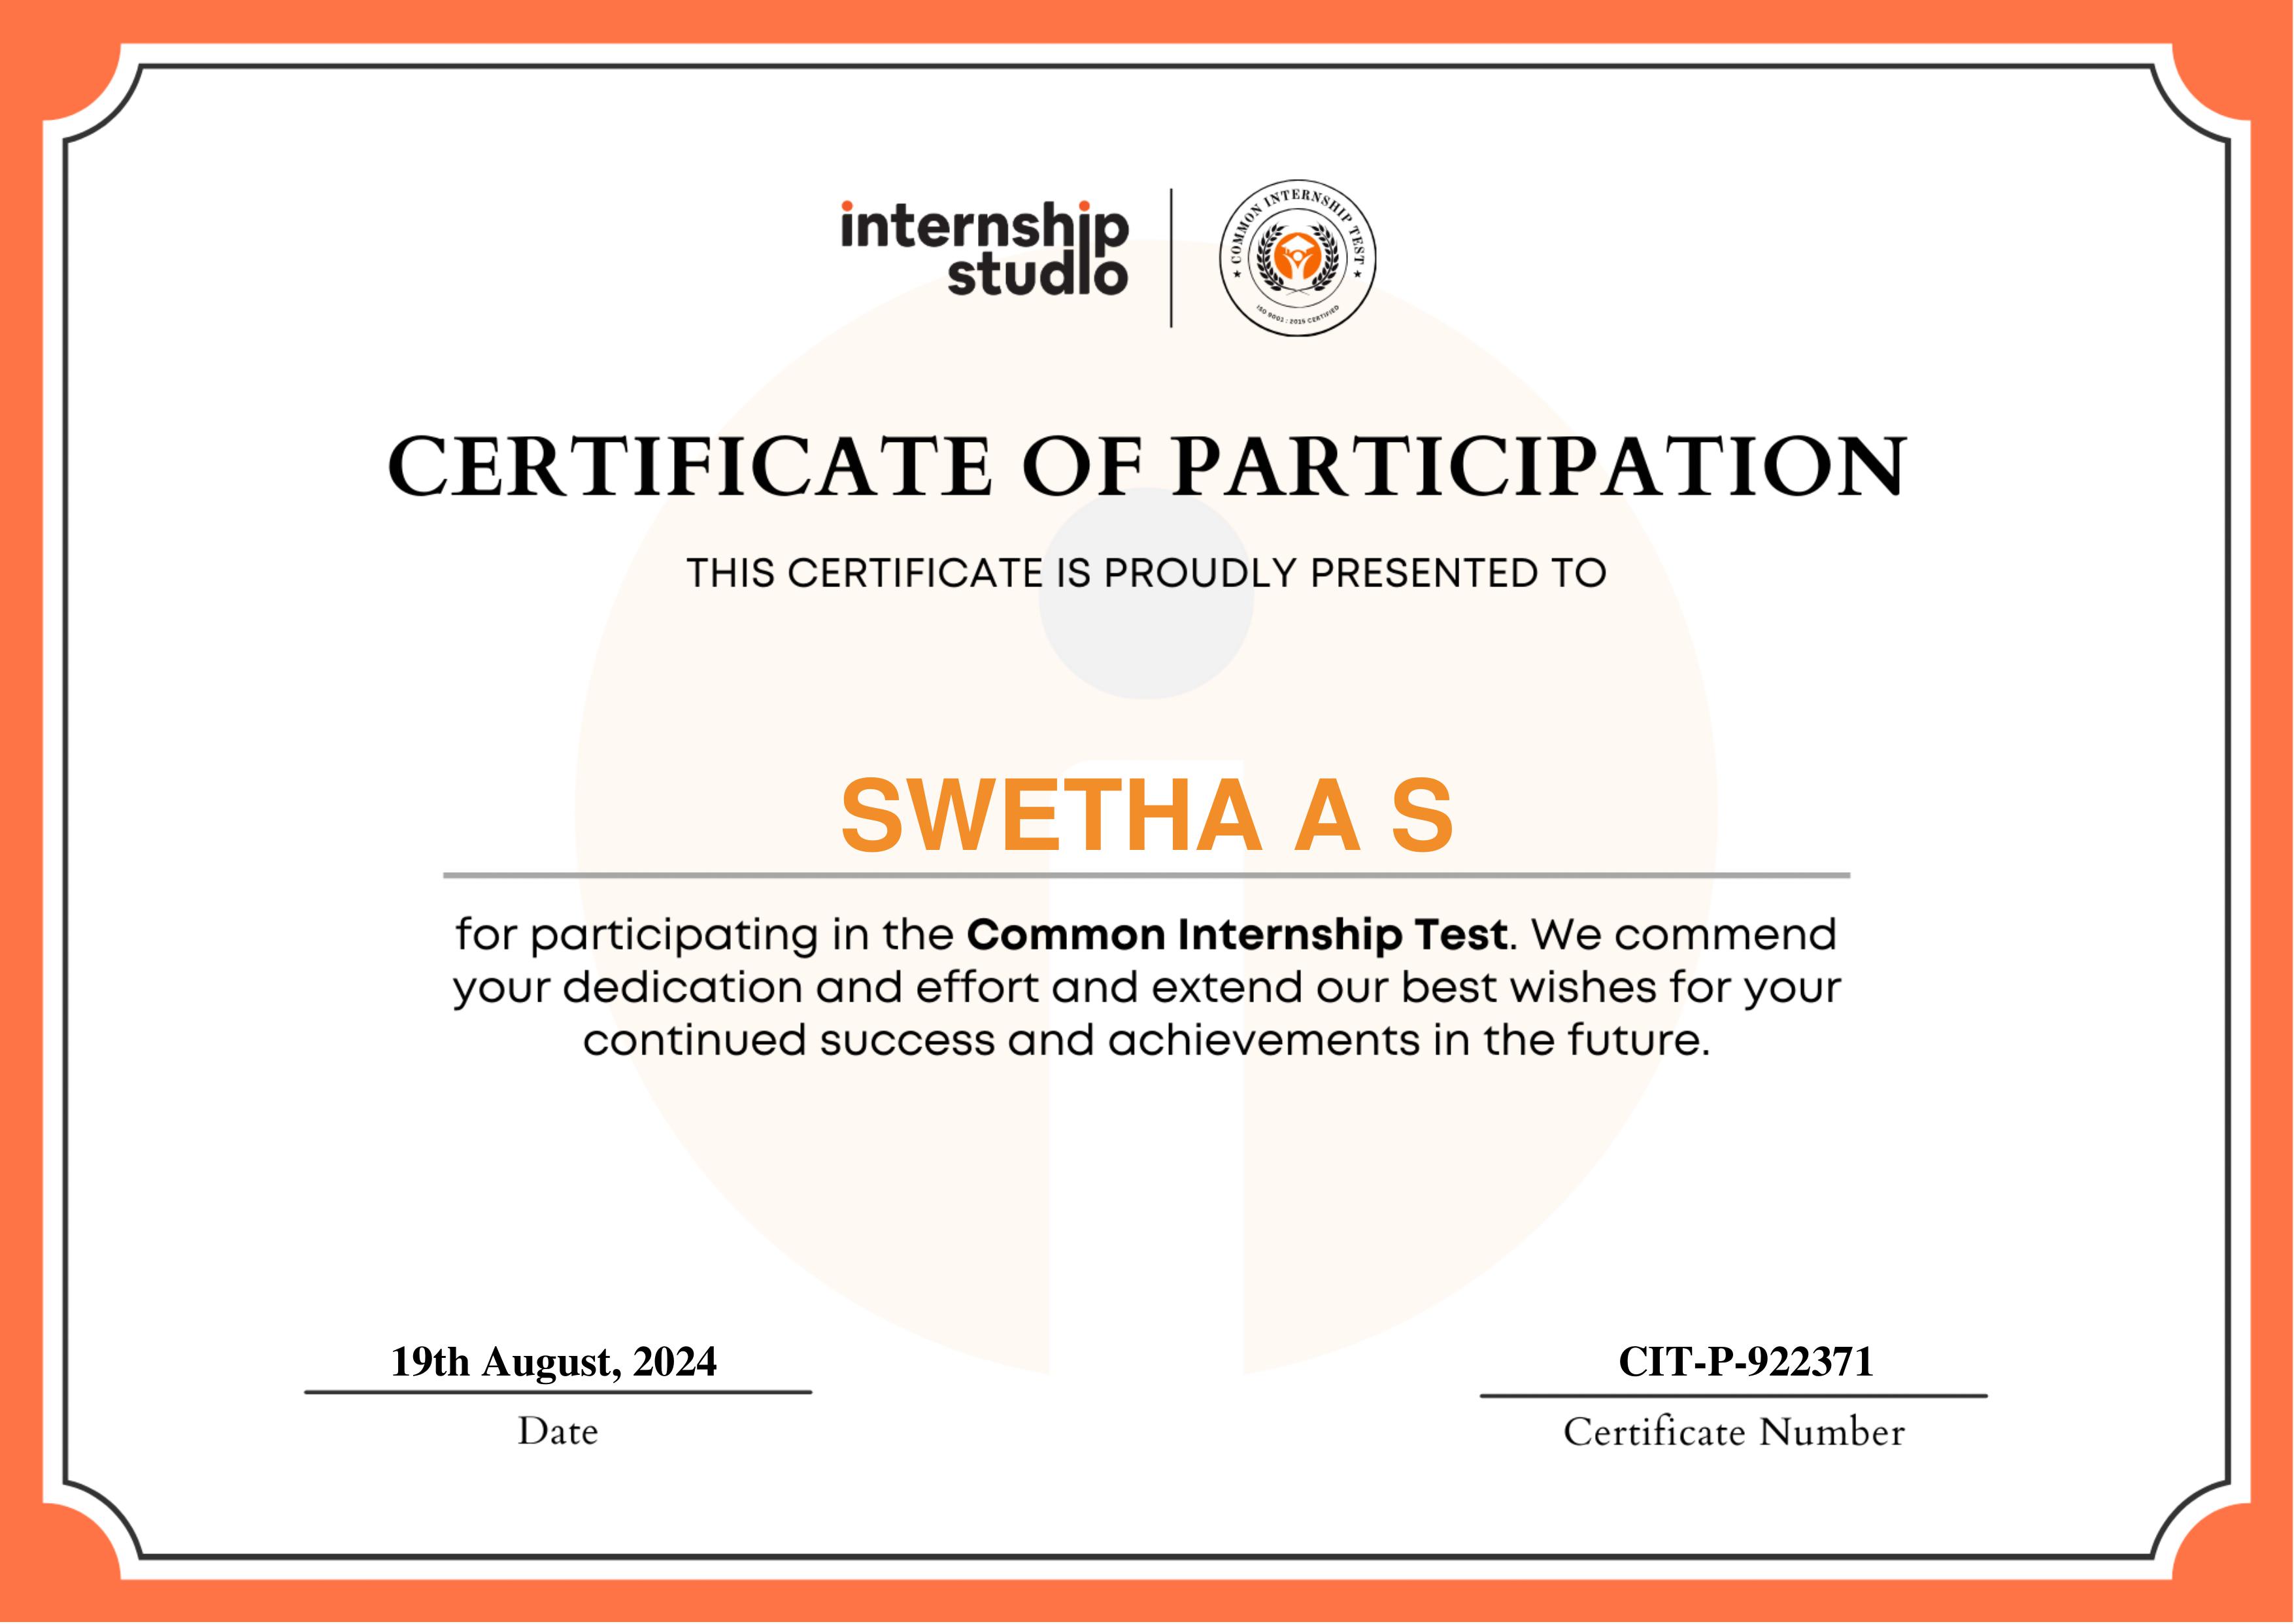 internship
studio
COMMON INTERNSHIP TEST
ISO 9001 : 2015 CERTIFIED
CERTIFICATE OF PARTICIPATION
THIS CERTIFICATE IS PROUDLY PRESENTED TO
SWETHA A S
for participating in the Common Internship Test. We commend
your dedication and effort and extend our best wishes for your
continued success and achievements in the future.
19th August, 2024
Date
CIT-P-922371
Certificate Number